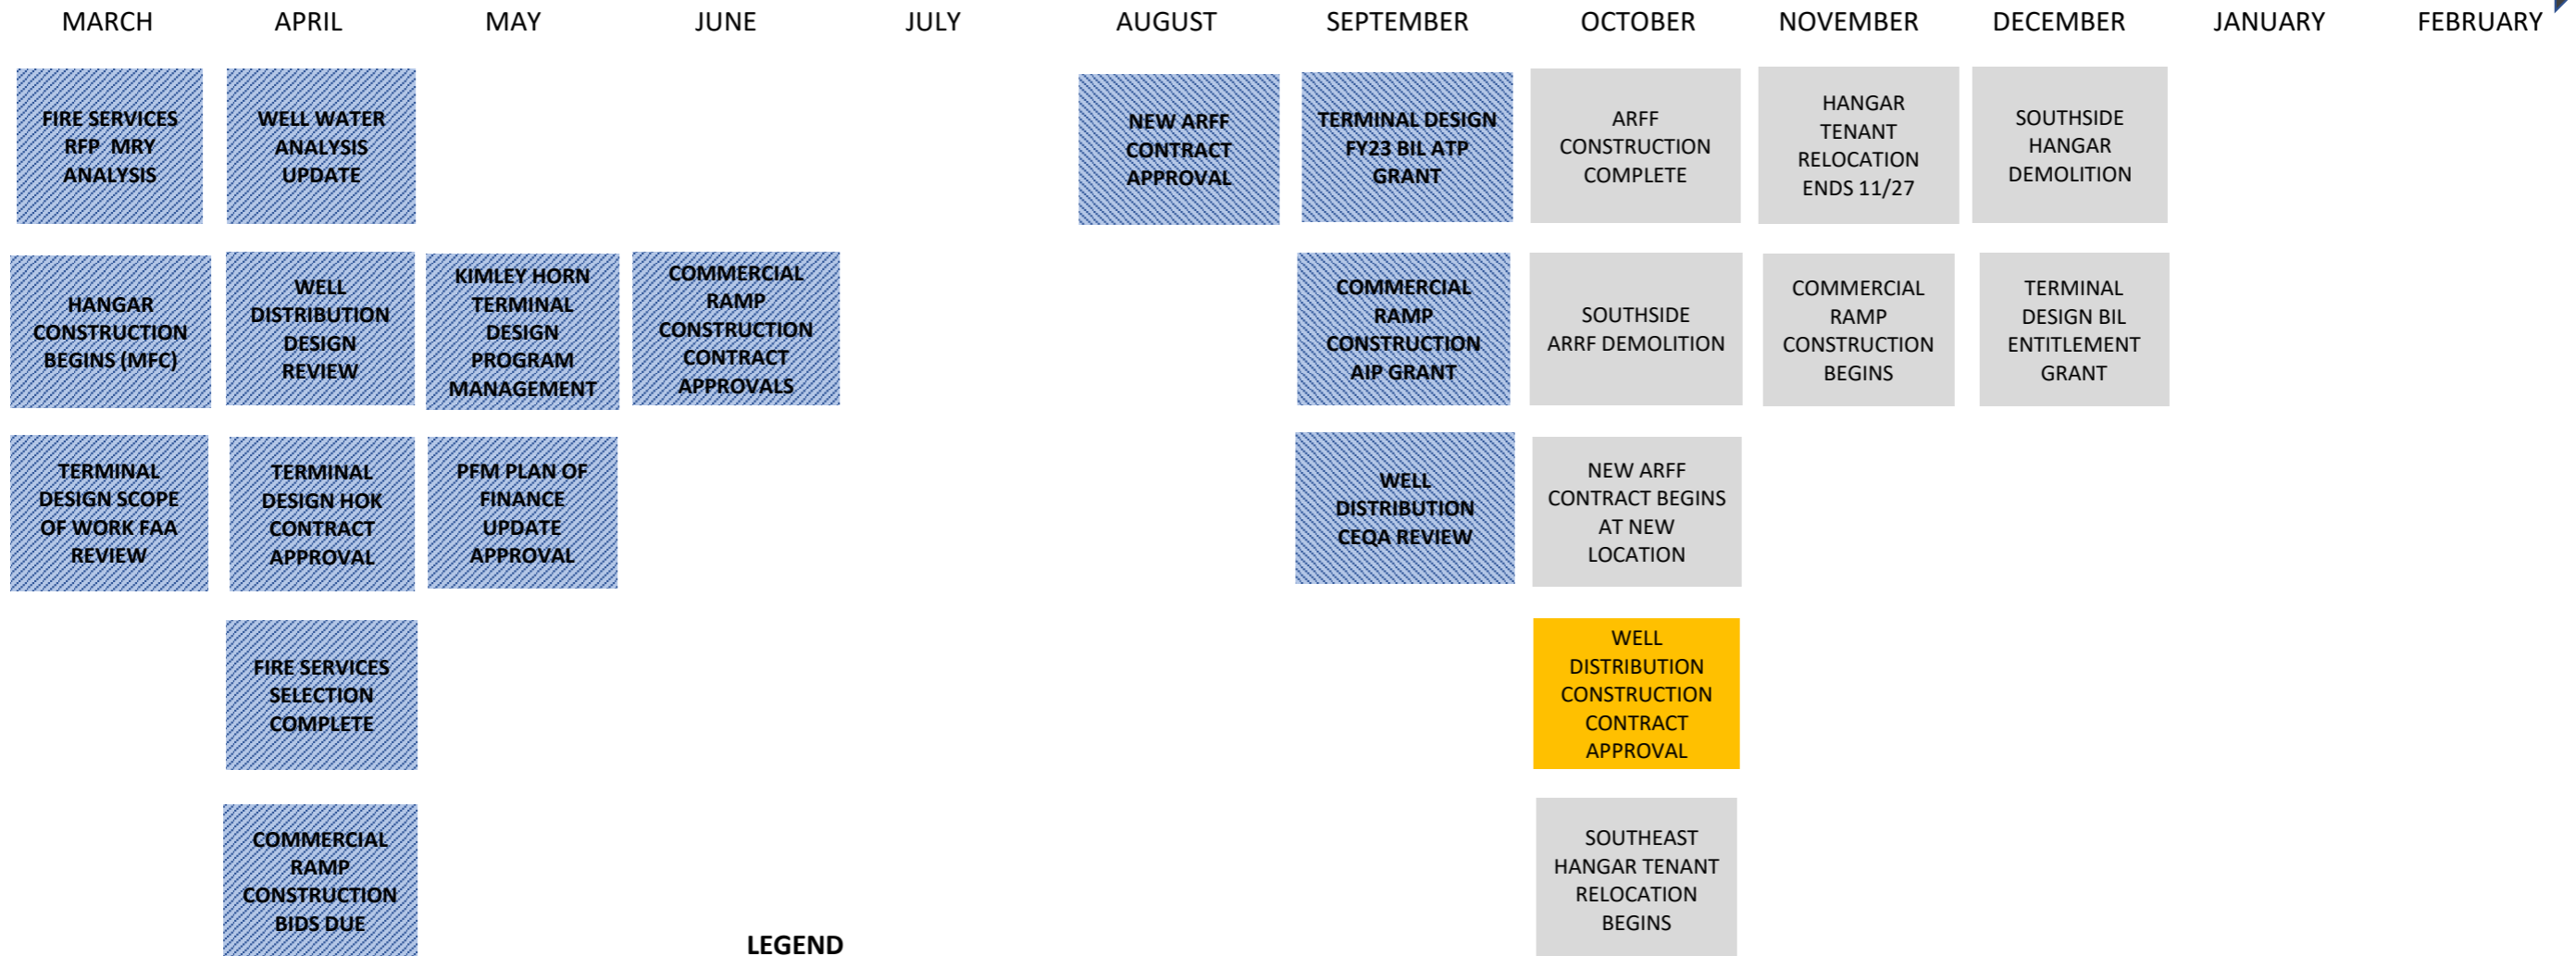 MARCH APRIL MAY JUNE JULY AUGUST SEPTEMBER OCTOBER NOVEMBER DECEMBER JANUARY FEBRUARY
FIRE SERVICES
RFP MRY
ANALYSIS
WELL WATER
ANALYSIS
UPDATE
NEW ARFF
CONTRACT
APPROVAL
TERMINAL DESIGN
FY23 BIL ATP
GRANT
ARFF
CONSTRUCTION
COMPLETE
HANGAR
TENANT
RELOCATION
ENDS 11/27
SOUTHSIDE
HANGAR
DEMOLITION
HANGAR
CONSTRUCTION
BEGINS (MFC)
WELL
DISTRIBUTION
DESIGN
REVIEW
KIMLEY HORN
TERMINAL
DESIGN
PROGRAM
MANAGEMENT
COMMERCIAL
RAMP
CONSTRUCTION
CONTRACT
APPROVALS
COMMERCIAL
RAMP
CONSTRUCTION
AIP GRANT
SOUTHSIDE
ARRF DEMOLITION
COMMERCIAL
RAMP
CONSTRUCTION
BEGINS
TERMINAL
DESIGN BIL
ENTITLEMENT
GRANT
TERMINAL
DESIGN SCOPE
OF WORK FAA
REVIEW
TERMINAL
DESIGN HOK
CONTRACT
APPROVAL
PFM PLAN OF
FINANCE
UPDATE
APPROVAL
WELL
DISTRIBUTION
CEQA REVIEW
NEW ARFF
CONTRACT BEGINS
AT NEW
LOCATION
FIRE SERVICES
SELECTION
COMPLETE
WELL
DISTRIBUTION
CONSTRUCTION
CONTRACT
APPROVAL
COMMERCIAL
RAMP
CONSTRUCTION
BIDS DUE
SOUTHEAST
HANGAR TENANT
RELOCATION
BEGINS
LEGEND